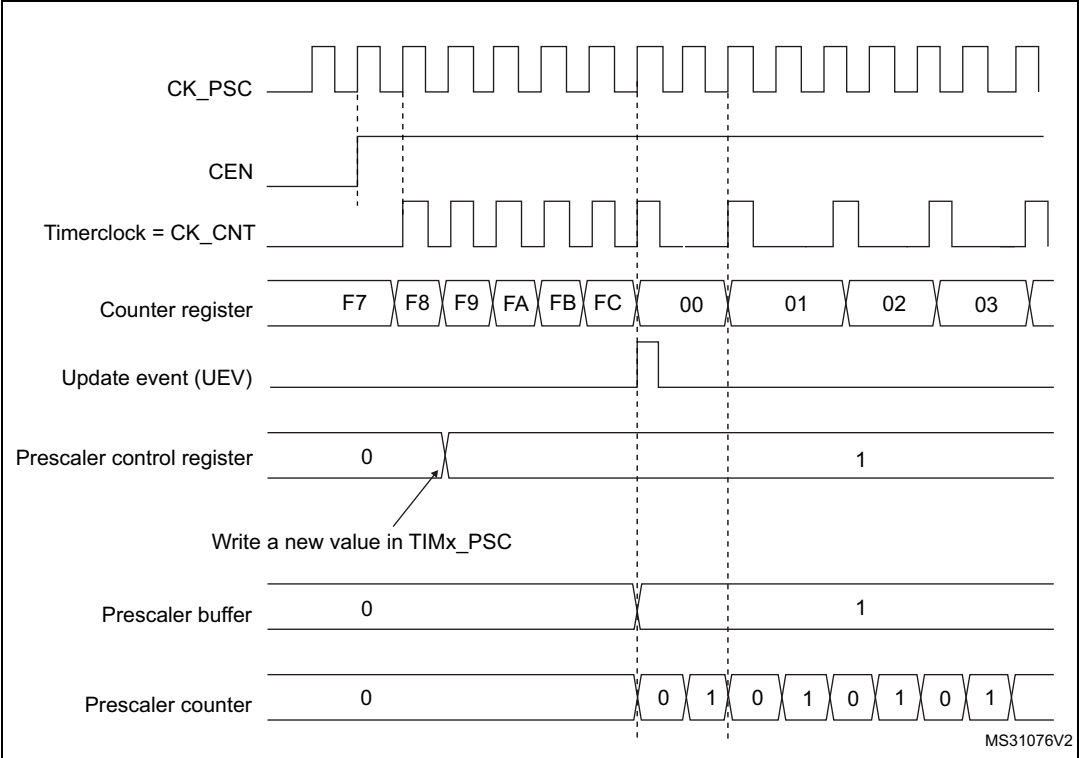 CK_PSC
CEN
Timerclock = CK_CNT
Counter register F7 F8 F9 FA FB FC 00 01 02 03
Update event (UEV)
Prescaler control register 0 1
Write a new value in TIMx_PSC
Prescaler buffer 0 1
Prescaler counter 0 0 1 0 1 0 1 0 1
MS31076V2